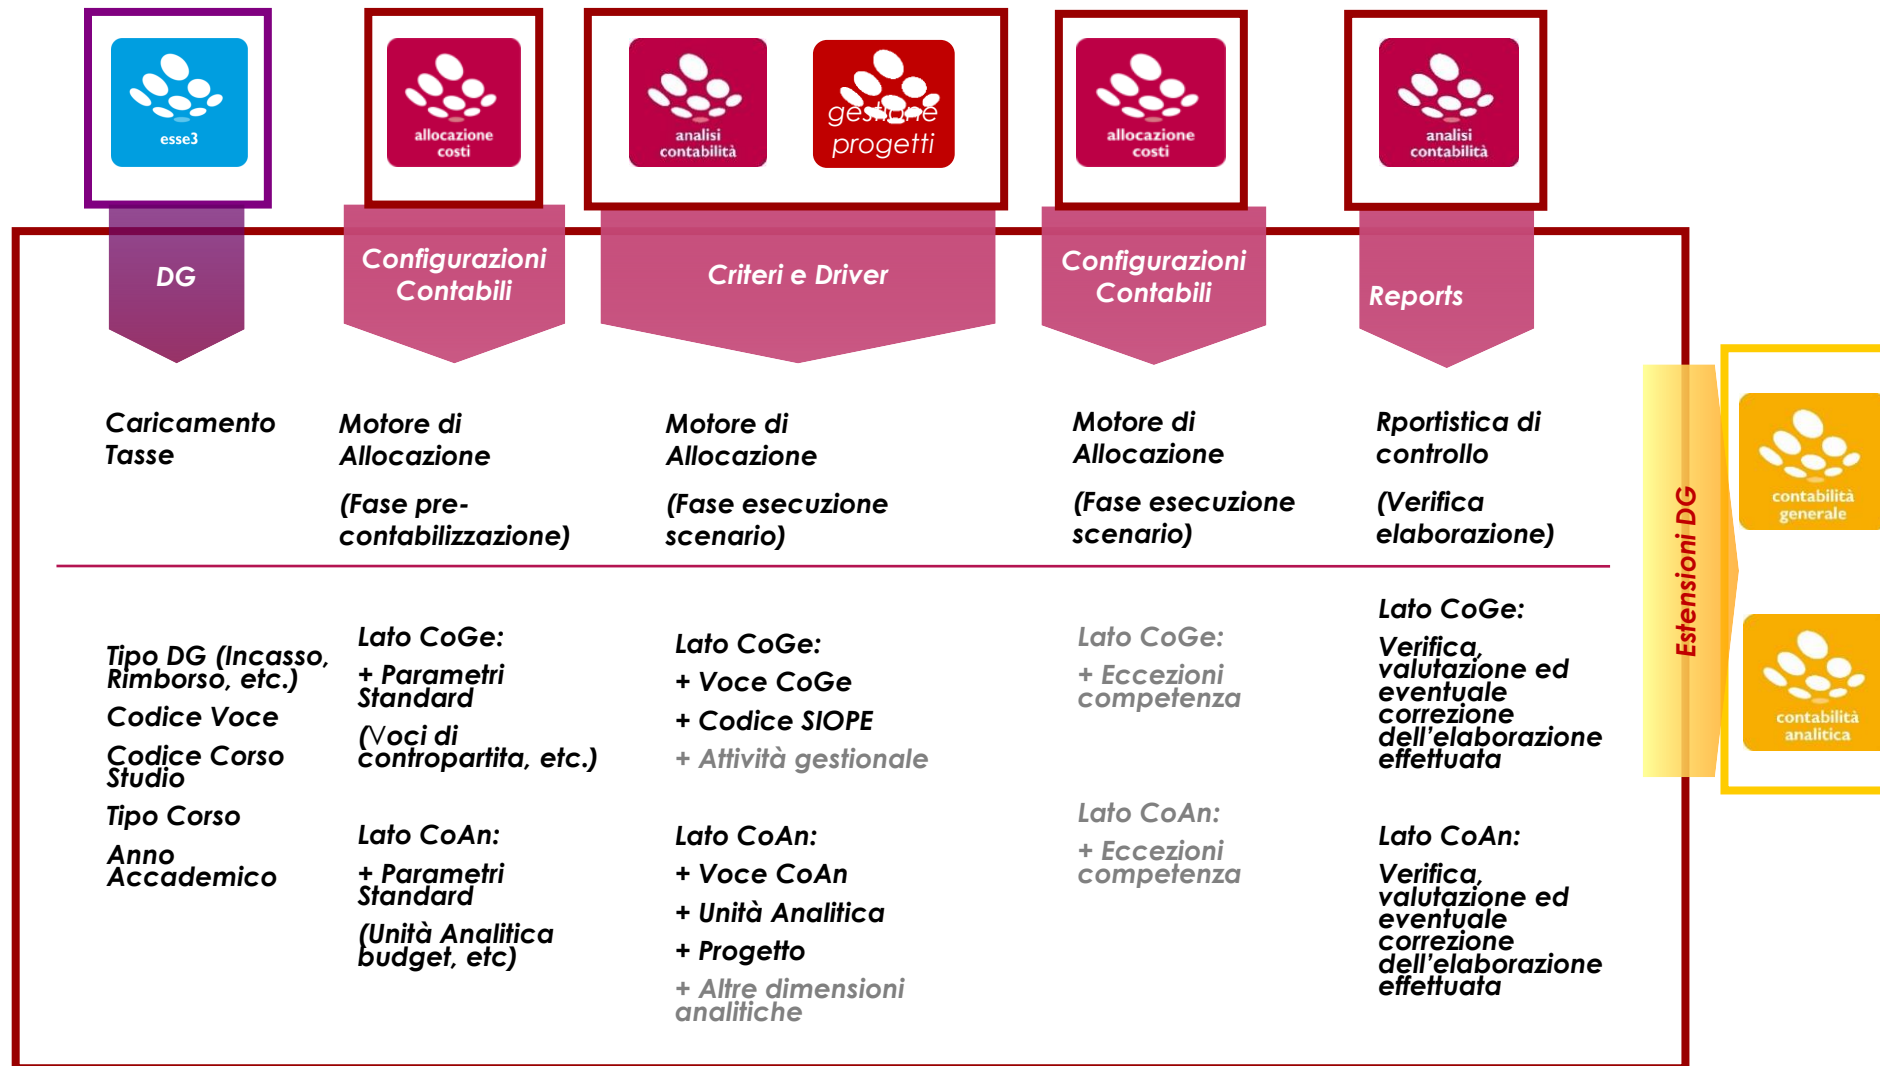 esse3
allocazione
costi
analisi
contabilità
gestione
progetti
allocazione
costi
analisi
contabilità
DG
Configurazioni
Contabili
Criteri e Driver
Configurazioni
Contabili
Reports
Caricamento
Tasse
Motore di
Allocazione
(Fase pre-
contabilizzazione)
Motore di
Allocazione
(Fase esecuzione
scenario)
Motore di
Allocazione
(Fase esecuzione
scenario)
Rportistica di
controllo
(Verifica
elaborazione)
Tipo DG (Incasso,
Rimborso, etc.)
Codice Voce
Codice Corso
Studio
Tipo Corso
Anno
Accademico
Lato CoGe:
+ Parametri
Standard
(Voci di
contropartita, etc.)
Lato CoAn:
+ Parametri
Standard
(Unità Analitica
budget, etc)
Lato CoGe:
+ Voce CoGe
+ Codice SIOPE
+ Attività gestionale
Lato CoAn:
+ Voce CoAn
+ Unità Analitica
+ Progetto
+ Altre dimensioni
analitiche
Lato CoGe:
+ Eccezioni
competenza
Lato CoAn:
+ Eccezioni
competenza
Lato CoGe:
Verifica,
valutazione ed
eventuale
correzione
dell'elaborazione
effettuata
Lato CoAn:
Verifica,
valutazione ed
eventuale
correzione
dell'elaborazione
effettuata
Estensioni DG
contabilità
generale
contabilità
analitica